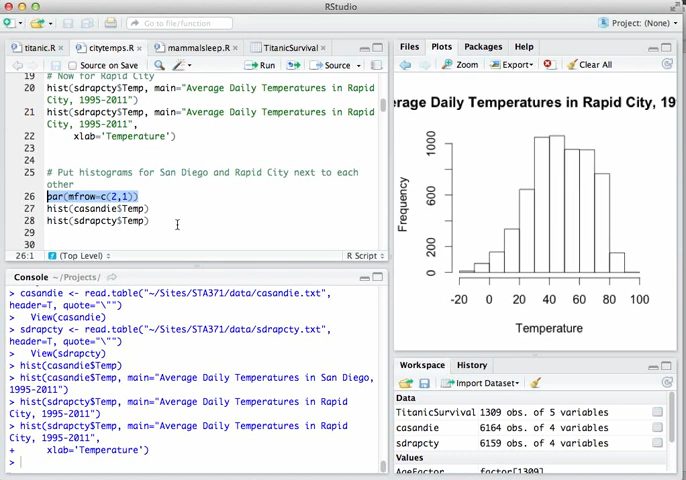 RStudio
Go to file/function
Project: (None)
titanic.R
citytemps.R
mammalsleep.R
TitanicSurvival
Source on Save
Run
Source
19 # Now for Rapid City
20 hist(sdrapcty$Temp, main="Average Daily Temperatures in Rapid
City, 1995-2011")
21 hist(sdrapcty$Temp, main="Average Daily Temperatures in Rapid
City, 1995-2011",
22 xlab='Temperature')
23
24
25 # Put histograms for San Diego and Rapid City next to each
other
26 par(mfrow=c(2,1))
27 hist(casandie$Temp)
28 hist(sdrapcty$Temp)
29
30
26:1 (Top Level)
R Script
Console ~/Projects/
> casandie <- read.table("~/Sites/STA371/data/casandie.txt",
header=T, quote="\"")
> View(casandie)
> sdrapcty <- read.table("~/Sites/STA371/data/sdrapcty.txt",
header=T, quote="\"")
> View(sdrapcty)
> hist(casandie$Temp)
> hist(casandie$Temp, main="Average Daily Temperatures in San Diego,
1995-2011")
> hist(sdrapcty$Temp, main="Average Daily Temperatures in Rapid
City, 1995-2011")
> hist(sdrapcty$Temp, main="Average Daily Temperatures in Rapid
City, 1995-2011",
+ xlab='Temperature')
>
Files Plots Packages Help
Zoom Export Clear All
erage Daily Temperatures in Rapid City, 19
Frequency
1000
600
200
0
-20 0 20 40 60 80 100
Temperature
Workspace History
Import Dataset
Data
TitanicSurvival 1309 obs. of 5 variables
casandie 6164 obs. of 4 variables
sdrapcty 6159 obs. of 4 variables
Values
AgeFactor factor[1309]